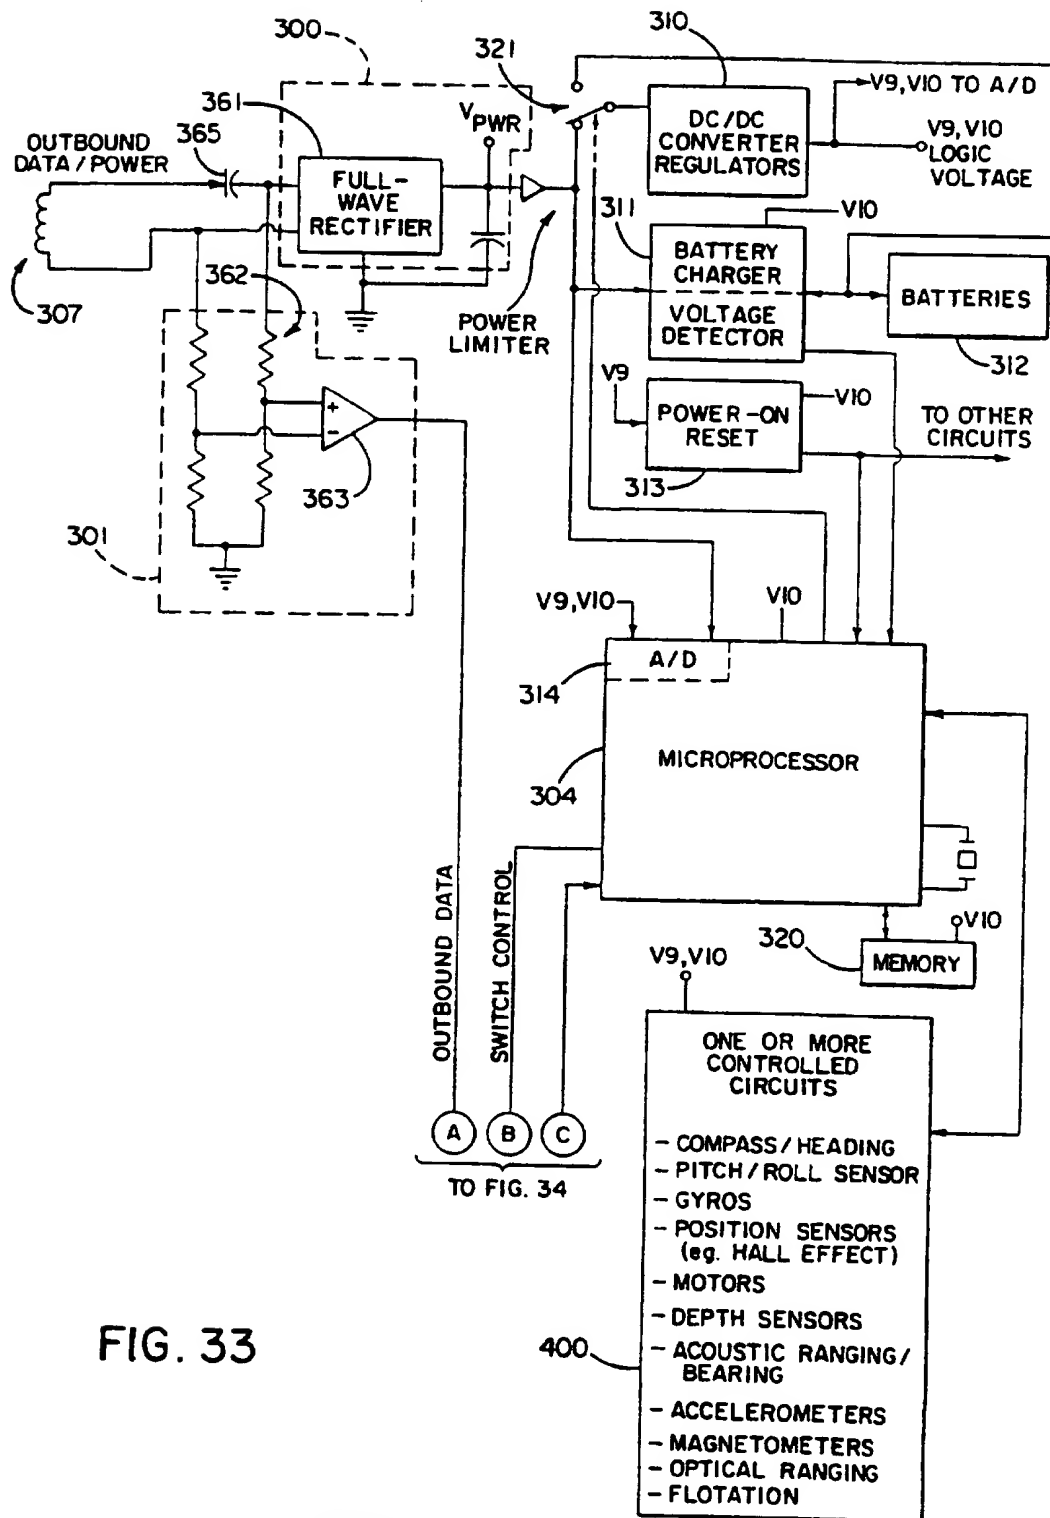 300
321
310
361
365
OUTBOUND
DATA/POWER
V PWR
FULL-
WAVE
RECTIFIER
DC/DC
CONVERTER
REGULATORS
V9,V10 TO A/D
V9, V10
LOGIC
VOLTAGE
311
V10
BATTERY
CHARGER
VOLTAGE
DETECTOR
BATTERIES
312
307
362
POWER
LIMITER
V9
POWER-ON
RESET
V10
313
TO OTHER
CIRCUITS
+
-
363
301
V9,V10
V10
A/D
314
MICROPROCESSOR
304
OUTBOUND DATA
SWITCH CONTROL
320
MEMORY
V10
V9,V10
A
B
C
TO FIG. 34
ONE OR MORE
CONTROLLED
CIRCUITS
- COMPASS/HEADING
- PITCH/ROLL SENSOR
- GYROS
- POSITION SENSORS
(eg. HALL EFFECT)
- MOTORS
- DEPTH SENSORS
- ACOUSTIC RANGING/
BEARING
- ACCELEROMETERS
- MAGNETOMETERS
- OPTICAL RANGING
- FLOTATION
400
FIG. 33